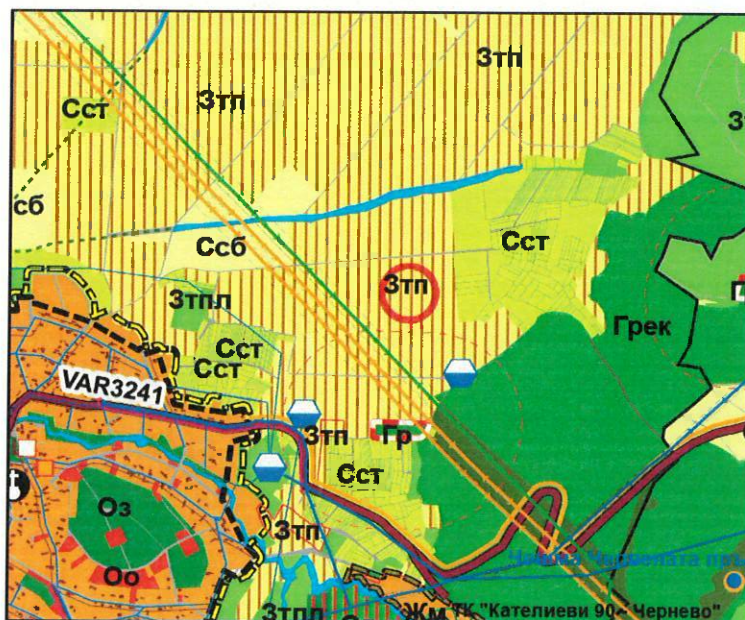 Зтп
Сст
Зтп
сб
Ссб
Сст
Зтп
Зтпл
Грек
Сст
Сст
VAR3241
Зтп
Гр
Сст
Оз
Зтп
Оо
Зтпл
Жм
ТК "Кателиеви 90 - Чернево"